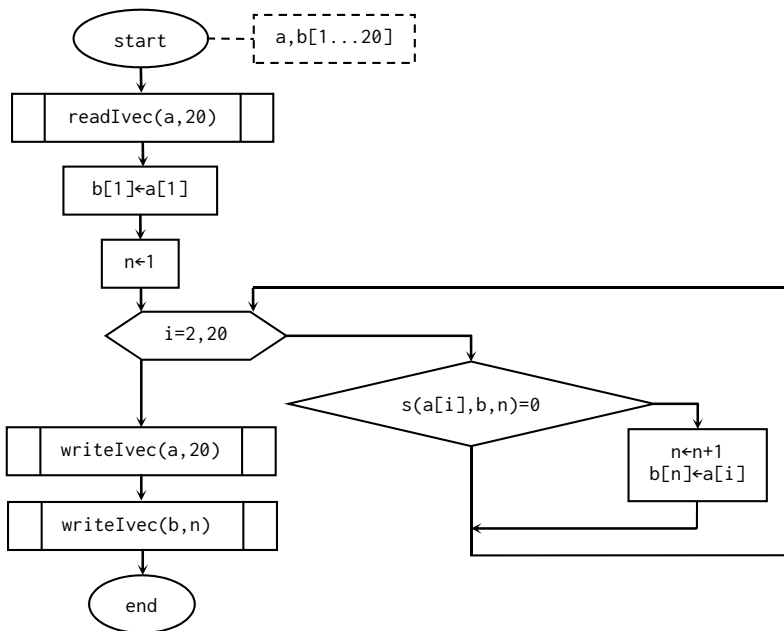 start
a,b[1...20]
readIvec(a,20)
b[1]←a[1]
n←1
i=2,20
s(a[i],b,n)=0
n←n+1
b[n]←a[i]
writeIvec(a,20)
writeIvec(b,n)
end